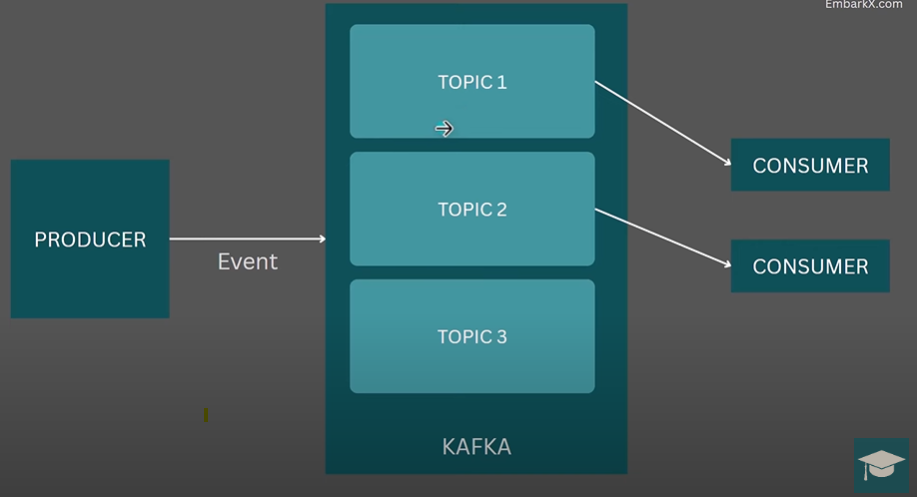 EmbarkX.com
TOPIC 1
TOPIC 2
TOPIC 3
PRODUCER
Event
CONSUMER
CONSUMER
KAFKA